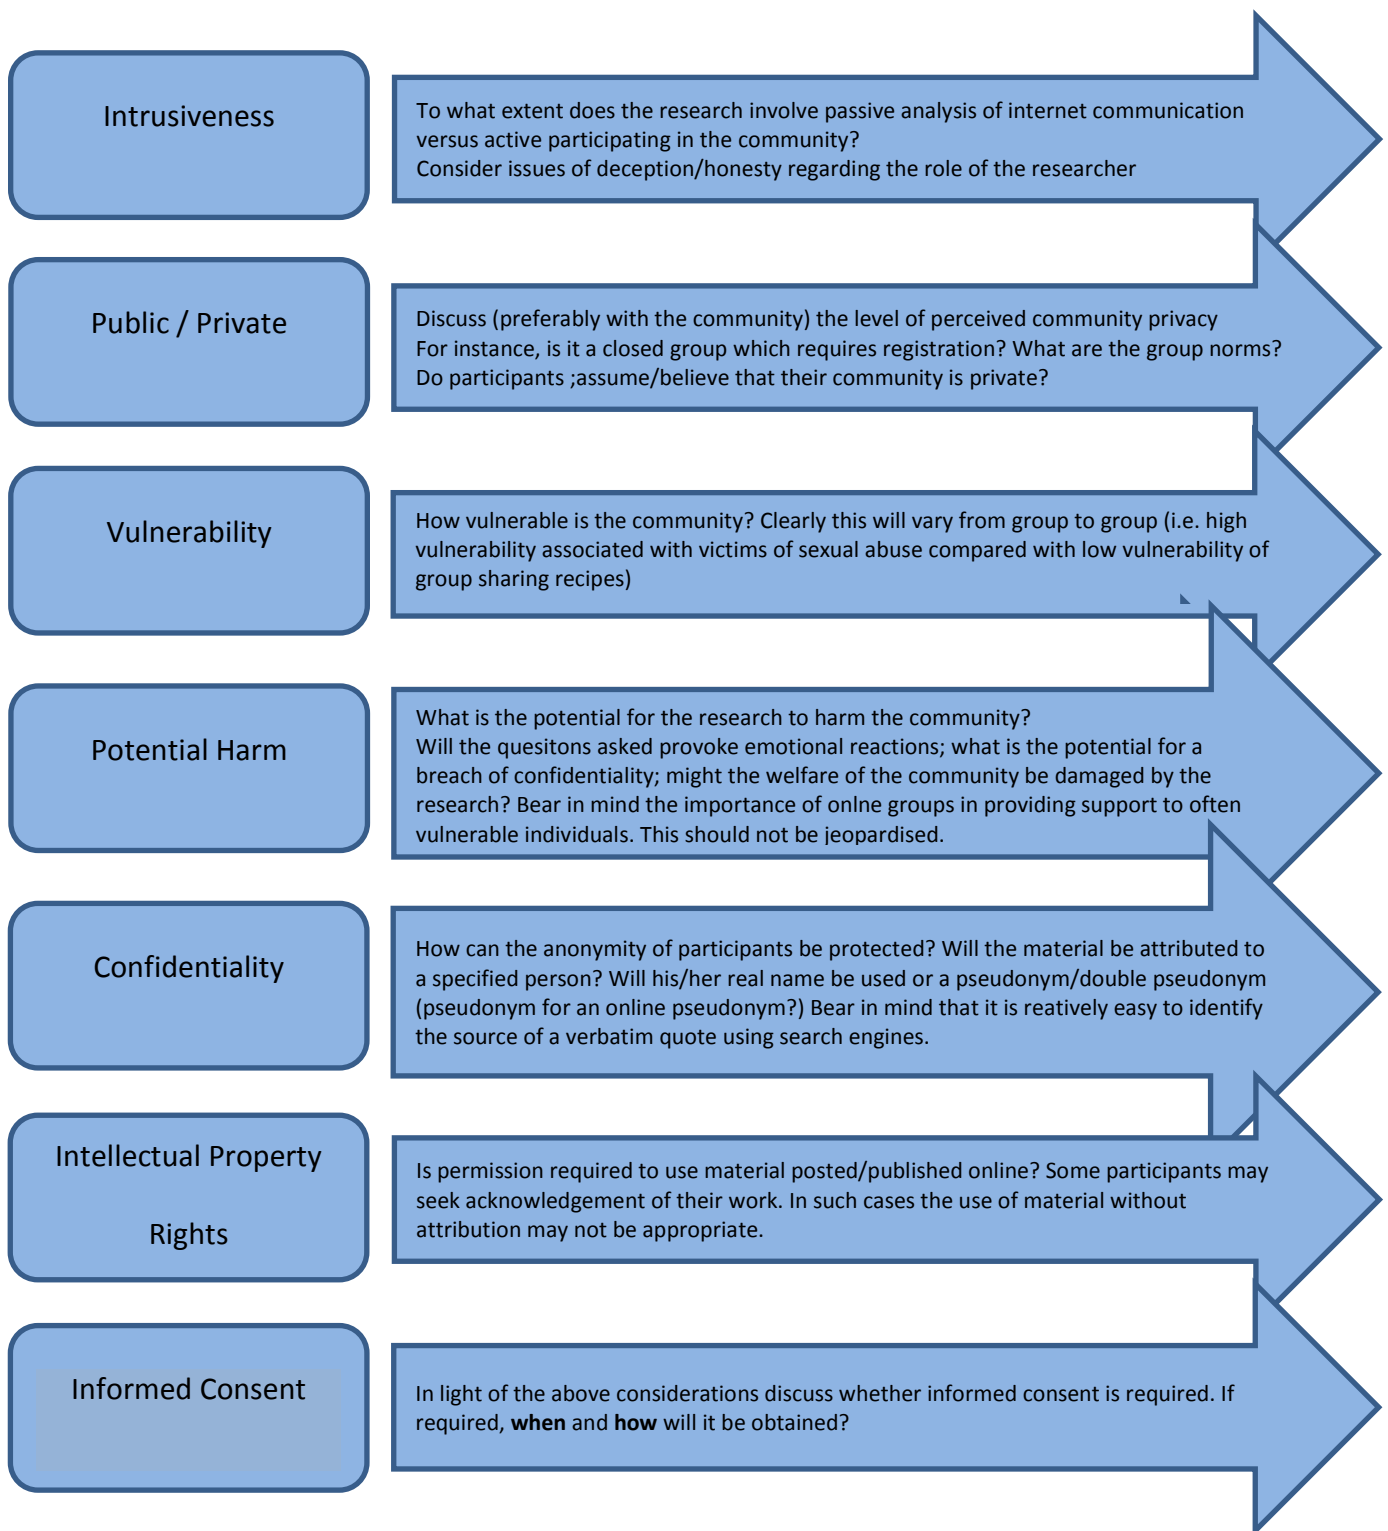 Intrusiveness
To what extent does the research involve passive analysis of internet communication
versus active participating in the community?
Consider issues of deception/honesty regarding the role of the researcher
Public / Private
Discuss (preferably with the community) the level of perceived community privacy
For instance, is it a closed group which requires registration? What are the group norms?
Do participants ;assume/believe that their community is private?
Vulnerability
How vulnerable is the community? Clearly this will vary from group to group (i.e. high
vulnerability associated with victims of sexual abuse compared with low vulnerability of
group sharing recipes)
Potential Harm
What is the potential for the research to harm the community?
Will the quesitons asked provoke emotional reactions; what is the potential for a
breach of confidentiality; might the welfare of the community be damaged by the
research? Bear in mind the importance of onlne groups in providing support to often
vulnerable individuals. This should not be jeopardised.
Confidentiality
How can the anonymity of participants be protected? Will the material be attributed to
a specified person? Will his/her real name be used or a pseudonym/double pseudonym
(pseudonym for an online pseudonym?) Bear in mind that it is reatively easy to identify
the source of a verbatim quote using search engines.
Intellectual Property
Rights
Is permission required to use material posted/published online? Some participants may
seek acknowledgement of their work. In such cases the use of material without
attribution may not be appropriate.
Informed Consent
In light of the above considerations discuss whether informed consent is required. If
required, when and how will it be obtained?